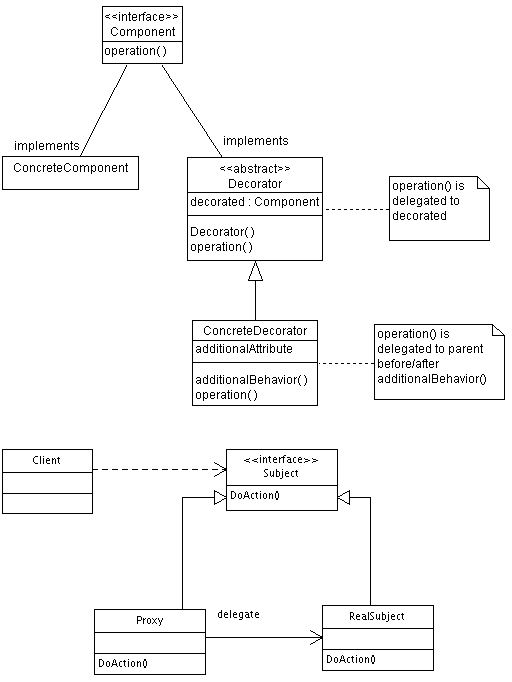 <<interface>>
Component
operation()
implements
implements
ConcreteComponent
<<abstract>>
Decorator
decorated : Component
Decorator()
operation()
operation() is
delegated to
decorated
ConcreteDecorator
additionalAttribute
additionalBehavior()
operation()
operation() is
delegated to parent
before/after
additionalBehavior()
Client
<<interface>>
Subject
DoAction()
Proxy
DoAction()
delegate
RealSubject
DoAction()